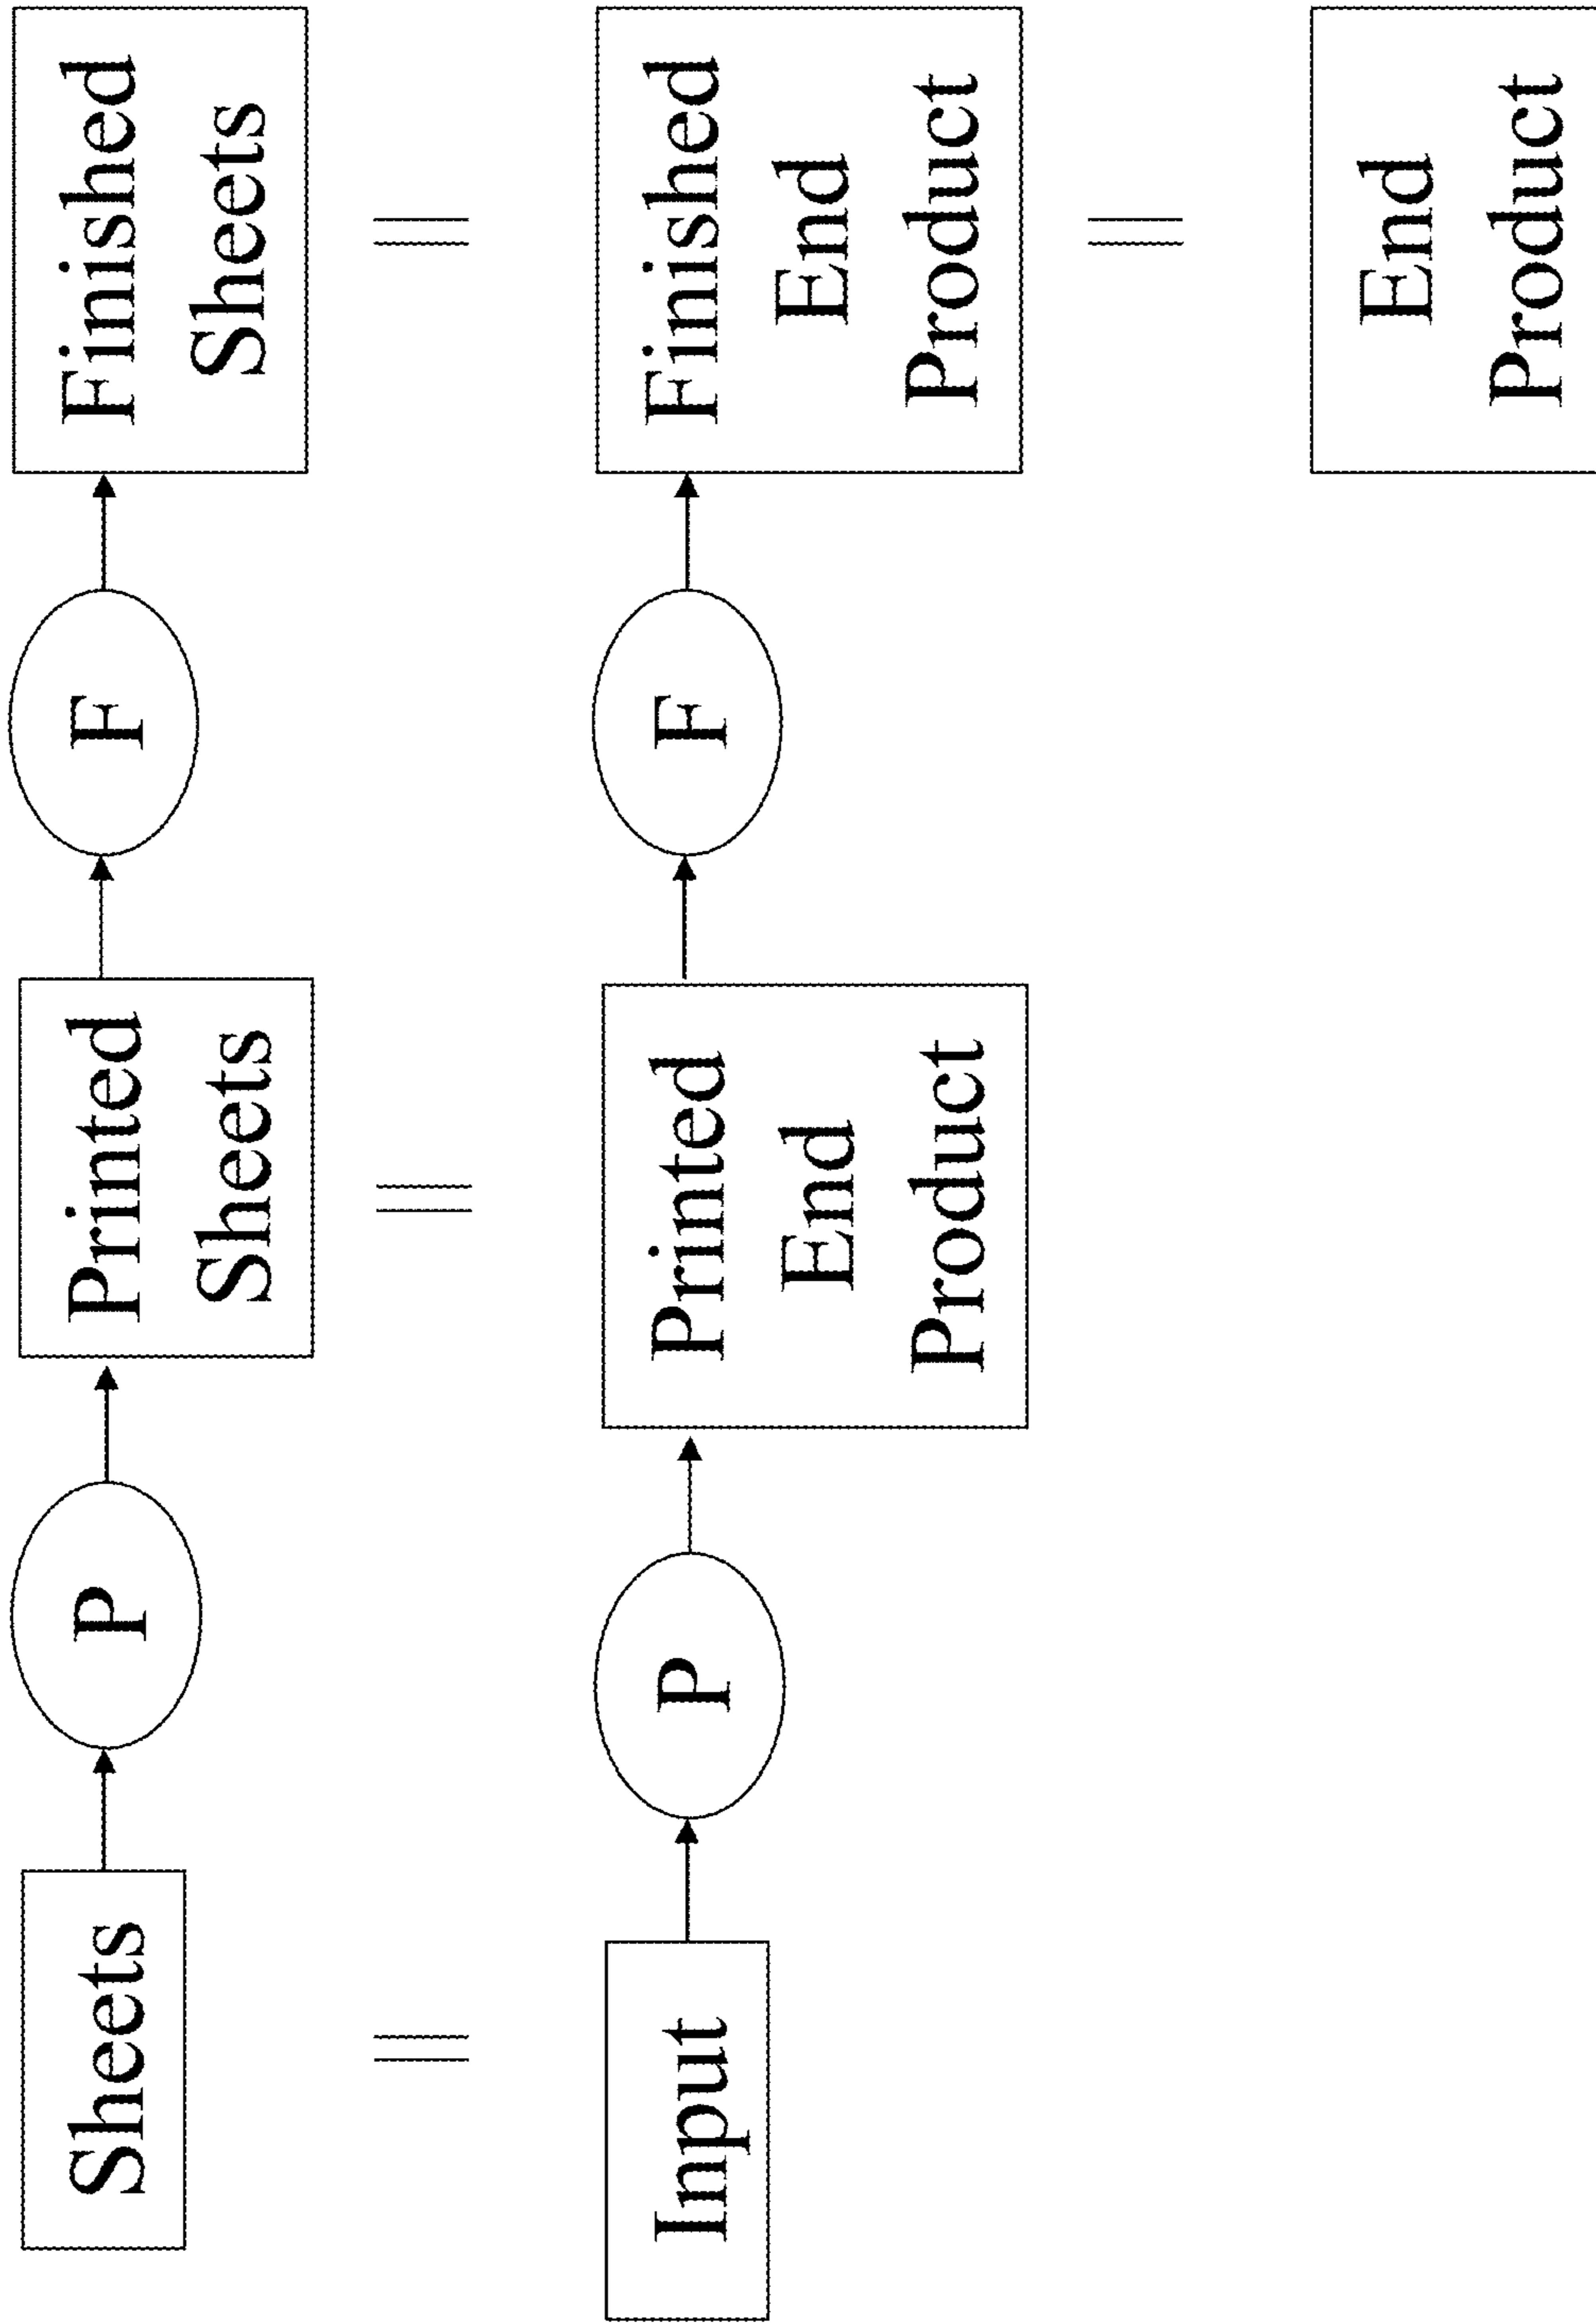 Sheets
P
Printed
Sheets
F
Finished
Sheets
=
=
=
Input
P
Printed
End
Product
F
Finished
End
Product
=
End
Product